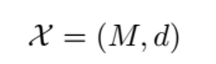 𝒳 = (M, d)